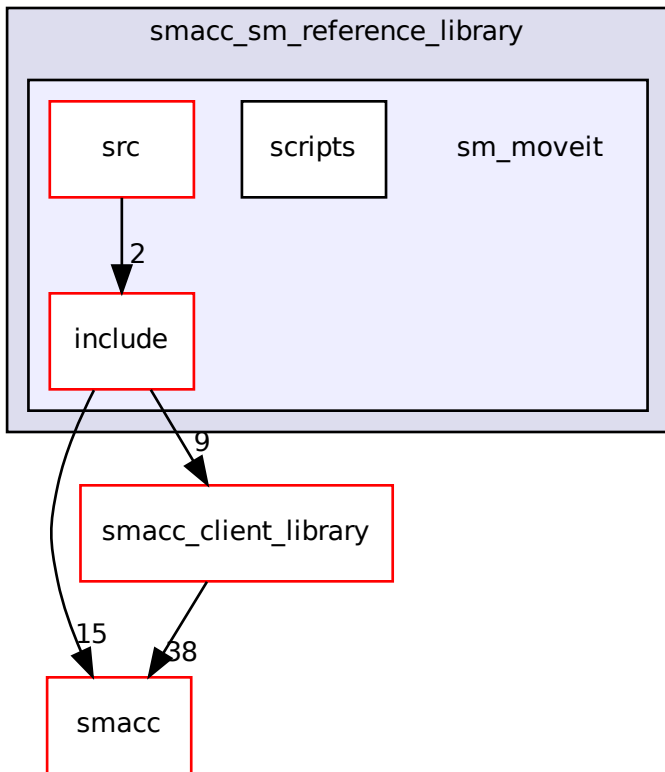 smacc_sm_reference_library
src
scripts
sm_moveit
2
include
9
smacc_client_library
15
38
smacc